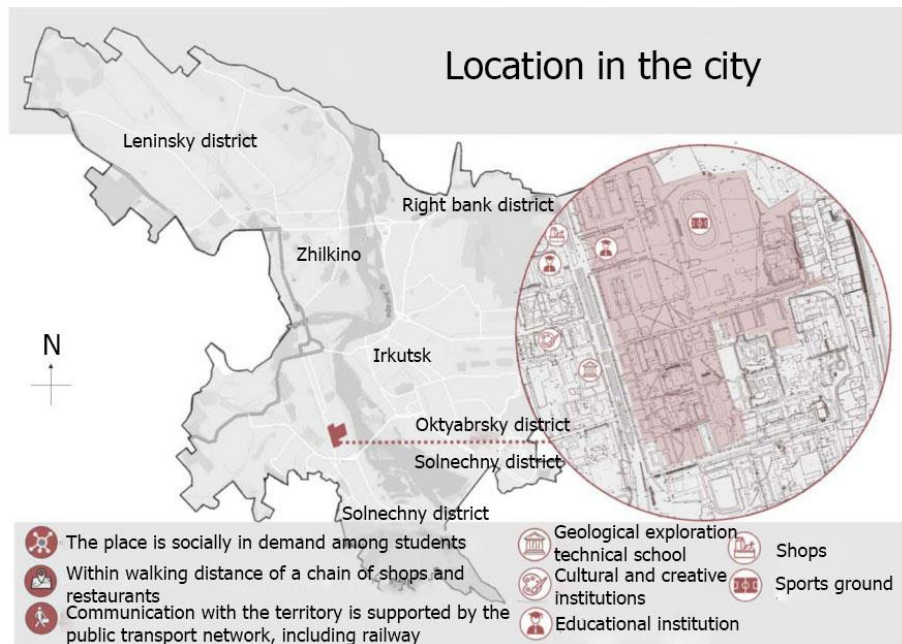 Location in the city
Leninsky district
Right bank district
Zhilkino
N
Irkutsk
Oktyabrsky district
Solnechny district
Solnechny district
The place is socially in demand among students
Within walking distance of a chain of shops and
restaurants
Communication with the territory is supported by the
public transport network, including railway
Geological exploration
technical school
Cultural and creative
institutions
Educational institution
Shops
Sports ground